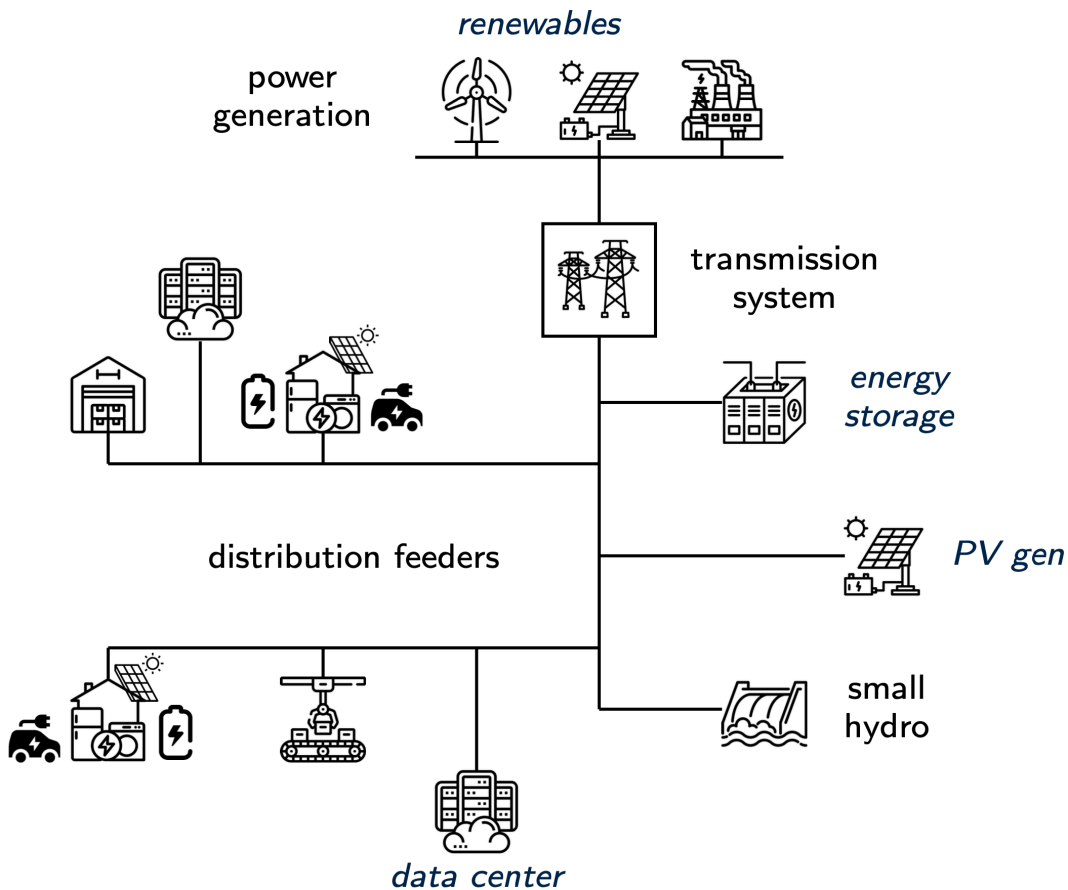 renewables
power
generation
transmission
system
energy
storage
distribution feeders
PV gen
small
hydro
data center